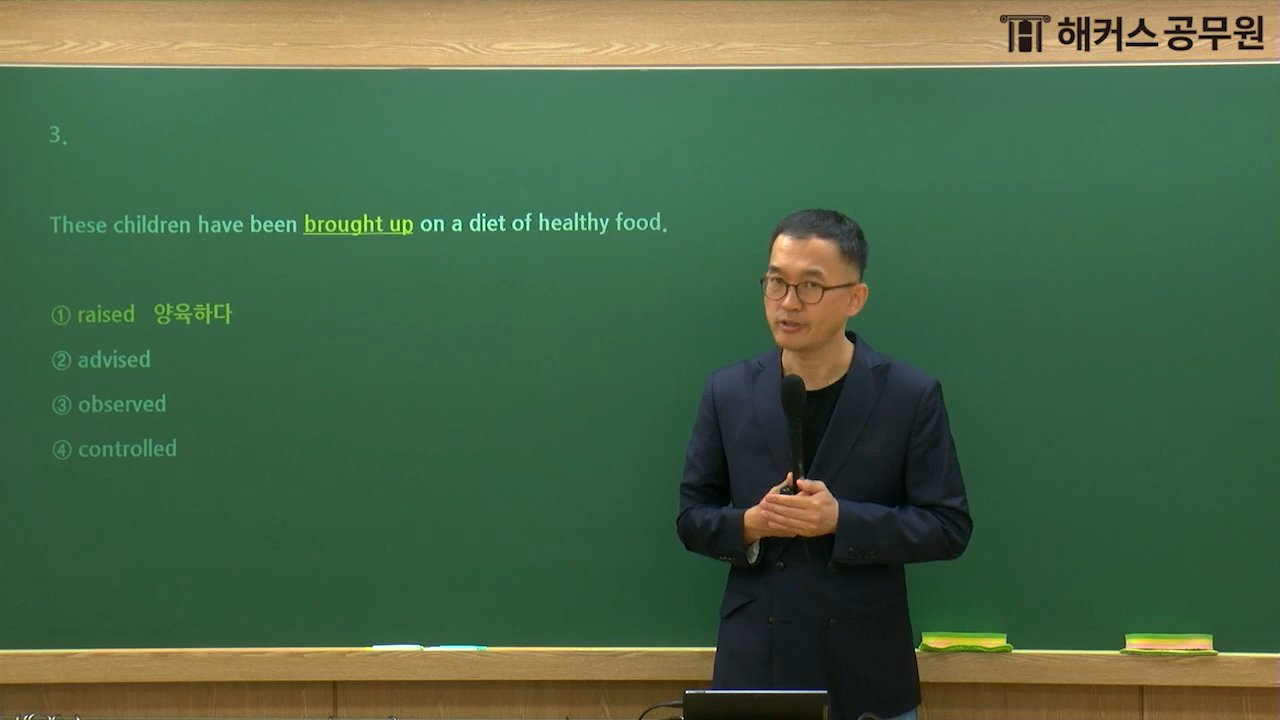 해커스공무원
3.
These children have been brought up on a diet of healthy food.
① raised 양육하다
② advised
③ observed
④ controlled